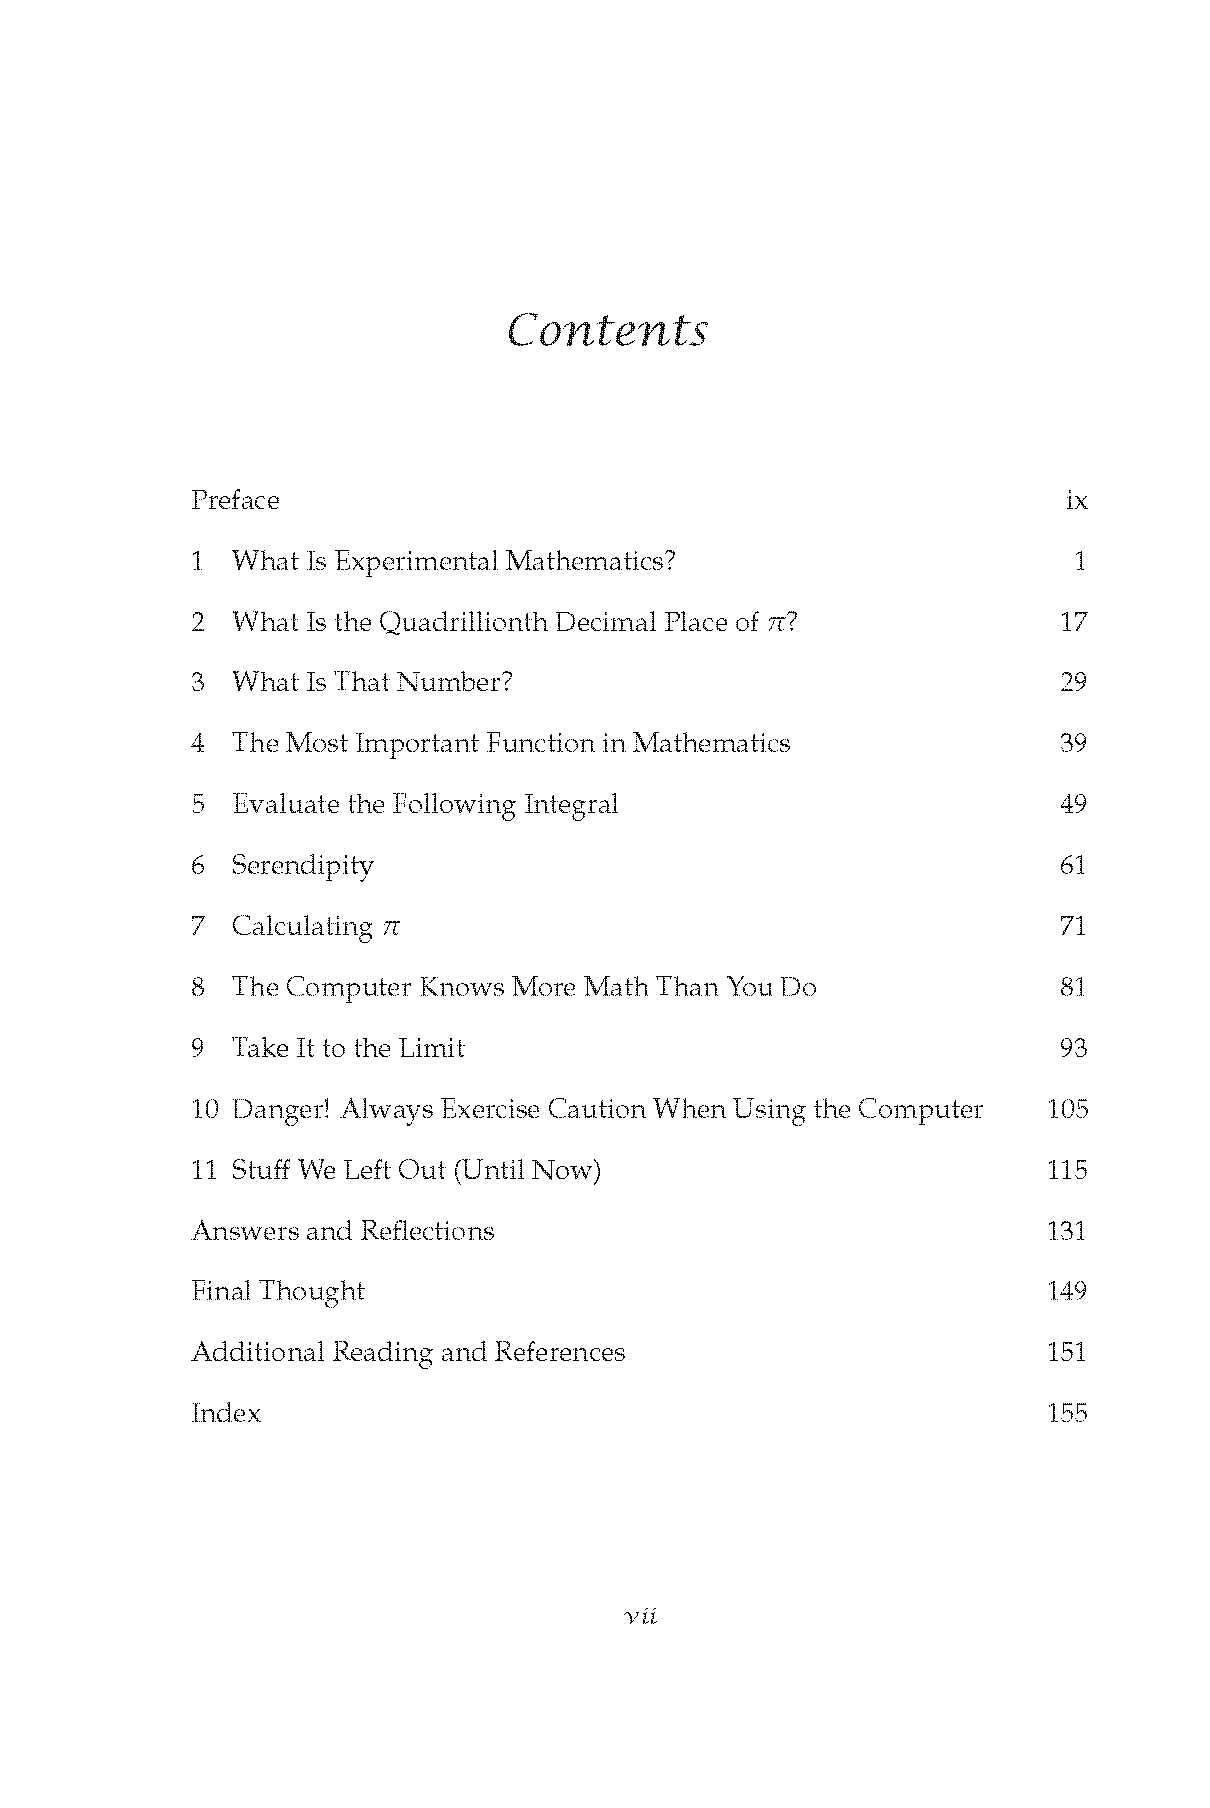 Contents
Preface ix
1 What Is Experimental Mathematics? 1
2 What Is the Quadrillionth Decimal Place of π? 17
3 What Is That Number? 29
4 The Most Important Function in Mathematics 39
5 Evaluate the Following Integral 49
6 Serendipity 61
7 Calculating π 71
8 The Computer Knows More Math Than You Do 81
9 Take It to the Limit 93
10 Danger! Always Exercise Caution When Using the Computer 105
11 Stuff We Left Out (Until Now) 115
Answers and Reflections 131
Final Thought 149
Additional Reading and References 151
Index 155
vii